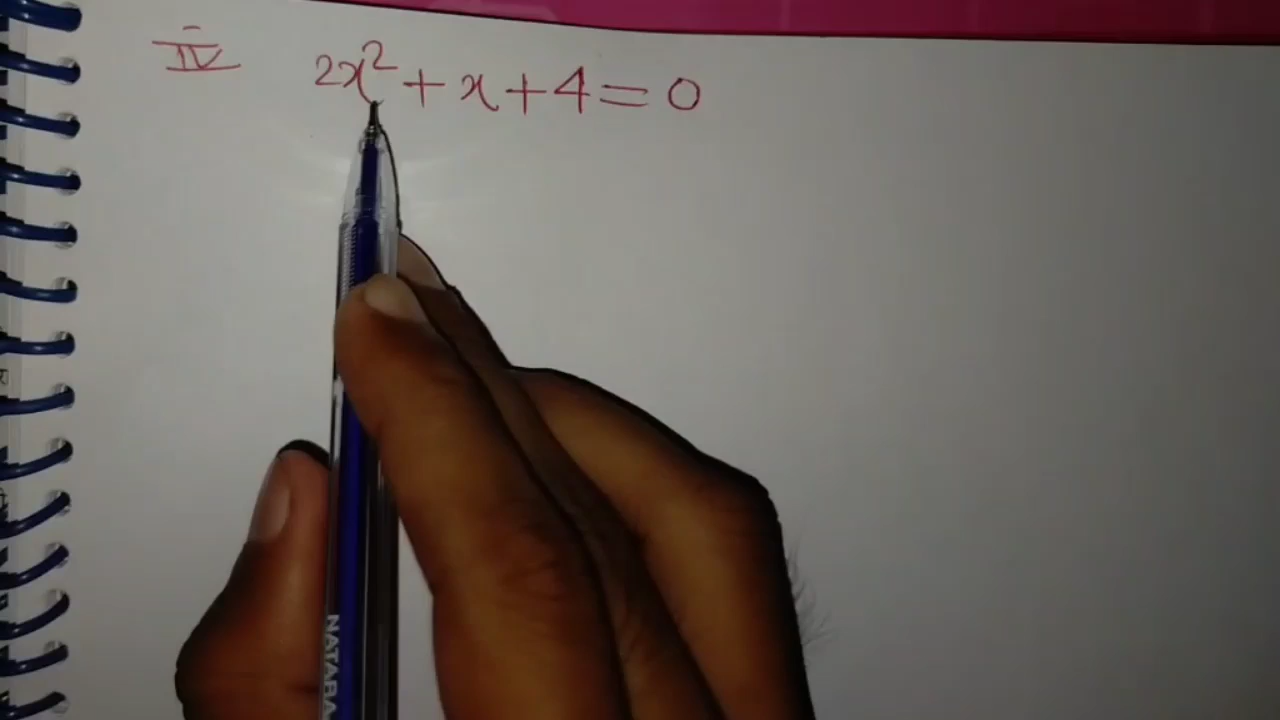 iv 2x² + x + 4 = 0
NATARA